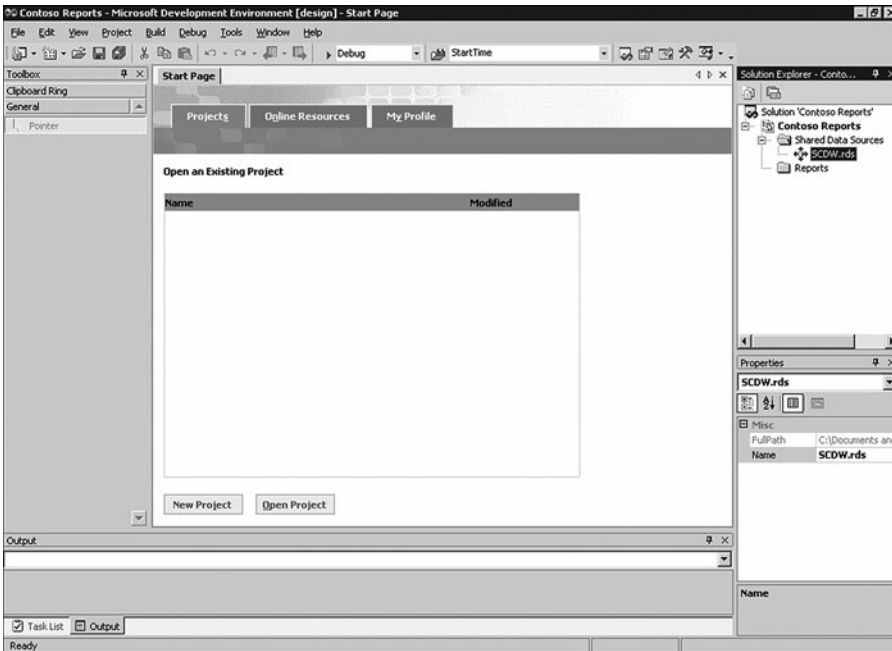 Contoso Reports - Microsoft Development Environment [design] - Start Page
File Edit View Project Build Debug Tools Window Help
Debug StartTime
Toolbox
Clipboard Ring
General
Pointer
Start Page
Projects Online Resources My Profile
Open an Existing Project
Name Modified
New Project Open Project
Solution Explorer - Conto...
Solution 'Contoso Reports'
Contoso Reports
Shared Data Sources
SCDW.rds
Reports
Properties
SCDW.rds
Misc
FullPath C:\Documents an
Name SCDW.rds
Name
Output
Task List Output
Ready